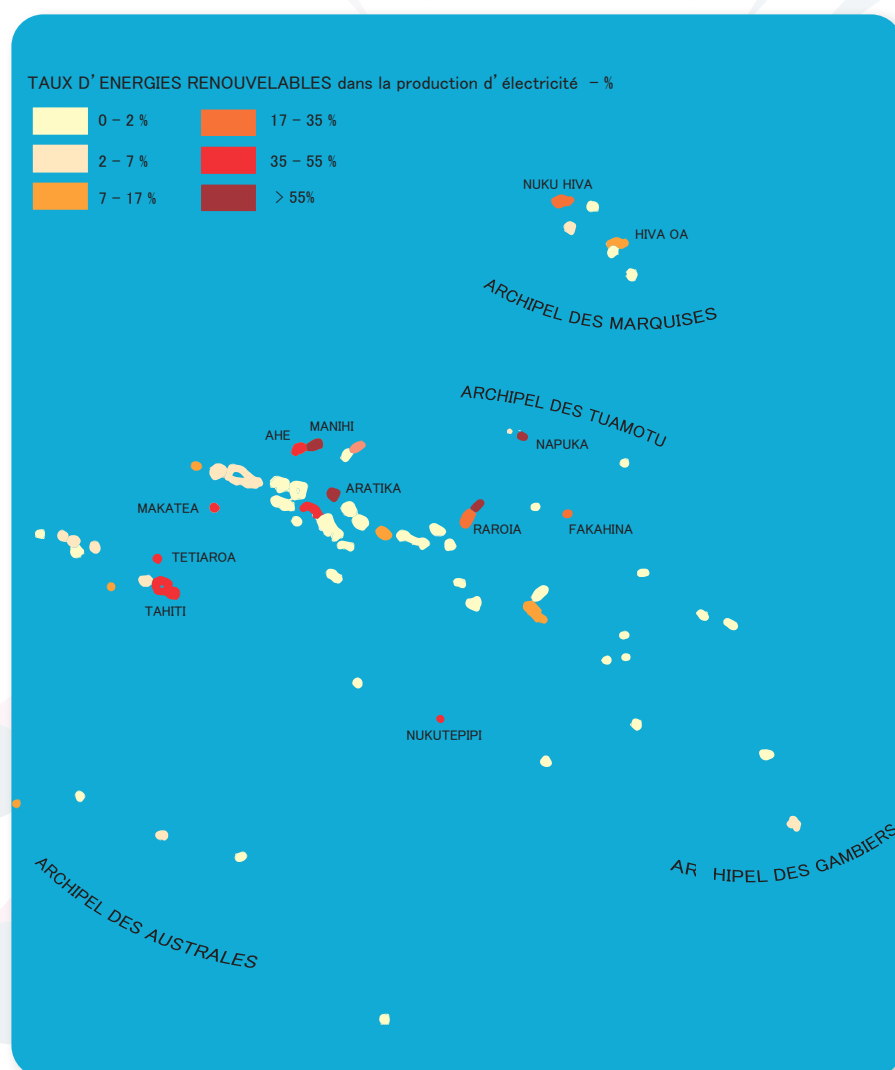 TAUX D' ENERGIES RENOUVELABLES dans la production d' électricité - %
0 - 2 %
17 - 35 %
2 - 7 %
35 - 55 %
7 - 17 %
> 55%
NUKU HIVA
HIVA OA
ARCHIPEL DES MARQUISES
ARCHIPEL DES TUAMOTU
MANIHI
AHE
NAPUKA
ARATIKA
MAKATEA
RAROIA
FAKAHINA
TETIAROA
TAHITI
NUKUTEPIPI
AR HIPEL DES GAMBIERS
ARCHIPEL DES AUSTRALES